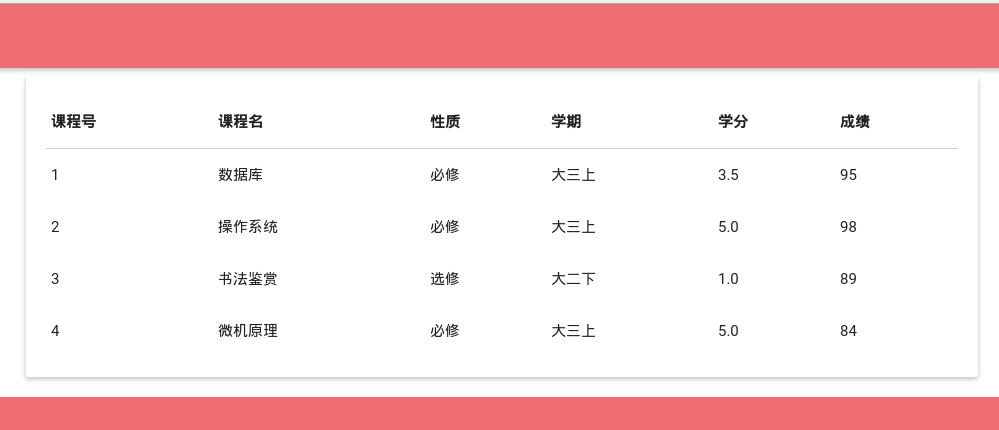 课程号 课程名 性质 学期 学分 成绩
1 数据库 必修 大三上 3.5 95
2 操作系统 必修 大三上 5.0 98
3 书法鉴赏 选修 大二下 1.0 89
4 微机原理 必修 大三上 5.0 84